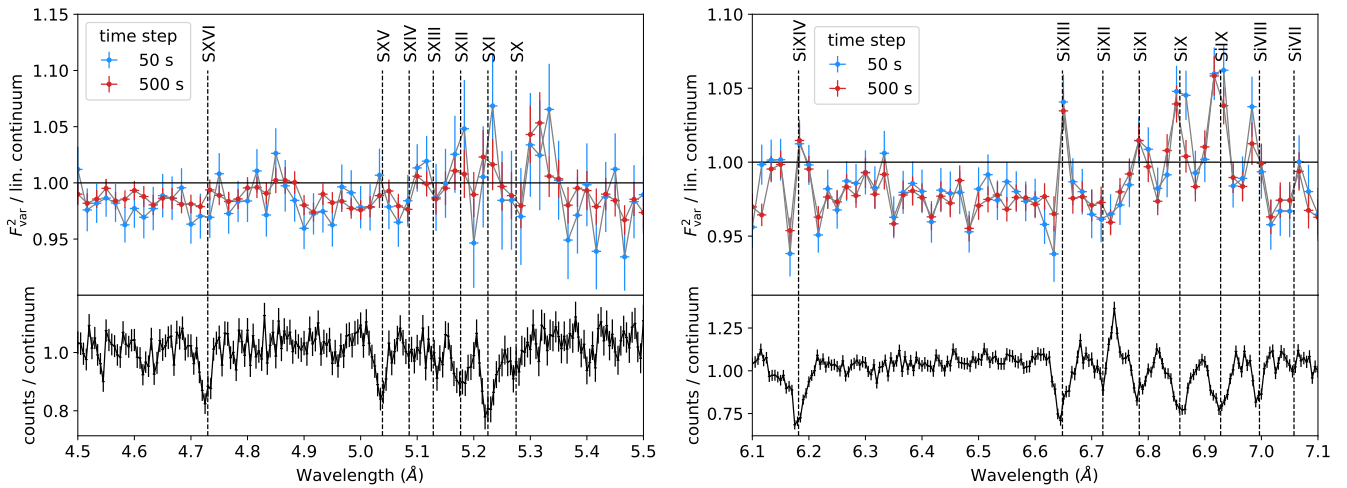 time step
50 s
500 s
SXVI
SXV
SXIV
SXIII
SXII
SXI
SX
1.15
1.10
1.05
1.00
0.95
F²var / lin. continuum
1.0
0.8
counts / continuum
4.5 4.6 4.7 4.8 4.9 5.0 5.1 5.2 5.3 5.4 5.5
Wavelength (Å)
time step
50 s
500 s
SiXIV
SiXIII
SiXII
SiXI
SiX
SiIX
SiVIII
SiVII
1.10
1.05
1.00
0.95
F²var / lin. continuum
1.25
1.00
0.75
counts / continuum
6.1 6.2 6.3 6.4 6.5 6.6 6.7 6.8 6.9 7.0 7.1
Wavelength (Å)